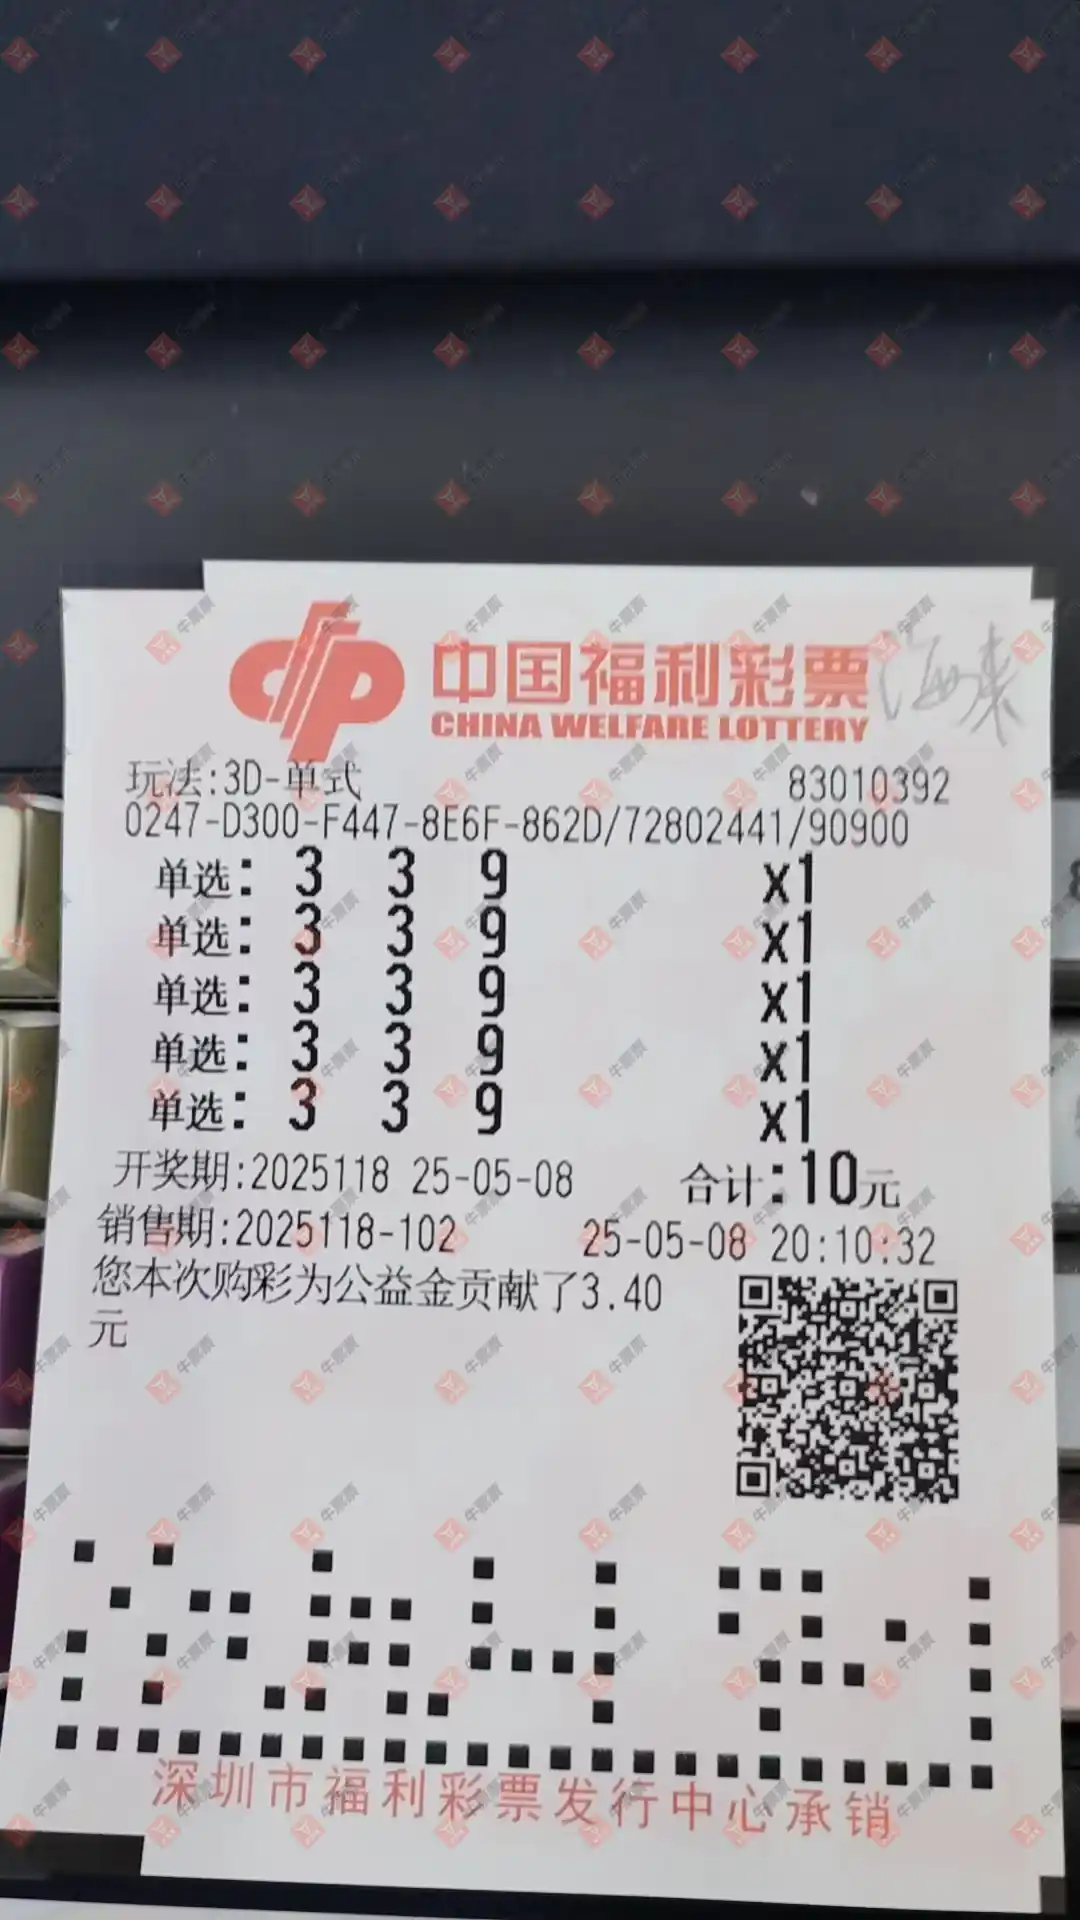 中国福利彩票
CHINA WELFARE LOTTERY
海来
玩法:3D-单式 83010392
0247-D300-F447-8E6F-862D/72802441/90900
单选: 3 3 9 x1
单选: 3 3 9 x1
单选: 3 3 9 x1
单选: 3 3 9 x1
单选: 3 3 9 x1
开奖期:2025118 25-05-08 合计:10元
销售期:2025118-102 25-05-08 20:10:32
您本次购彩为公益金贡献了3.40
元
深圳市福利彩票发行中心承销
牛票票